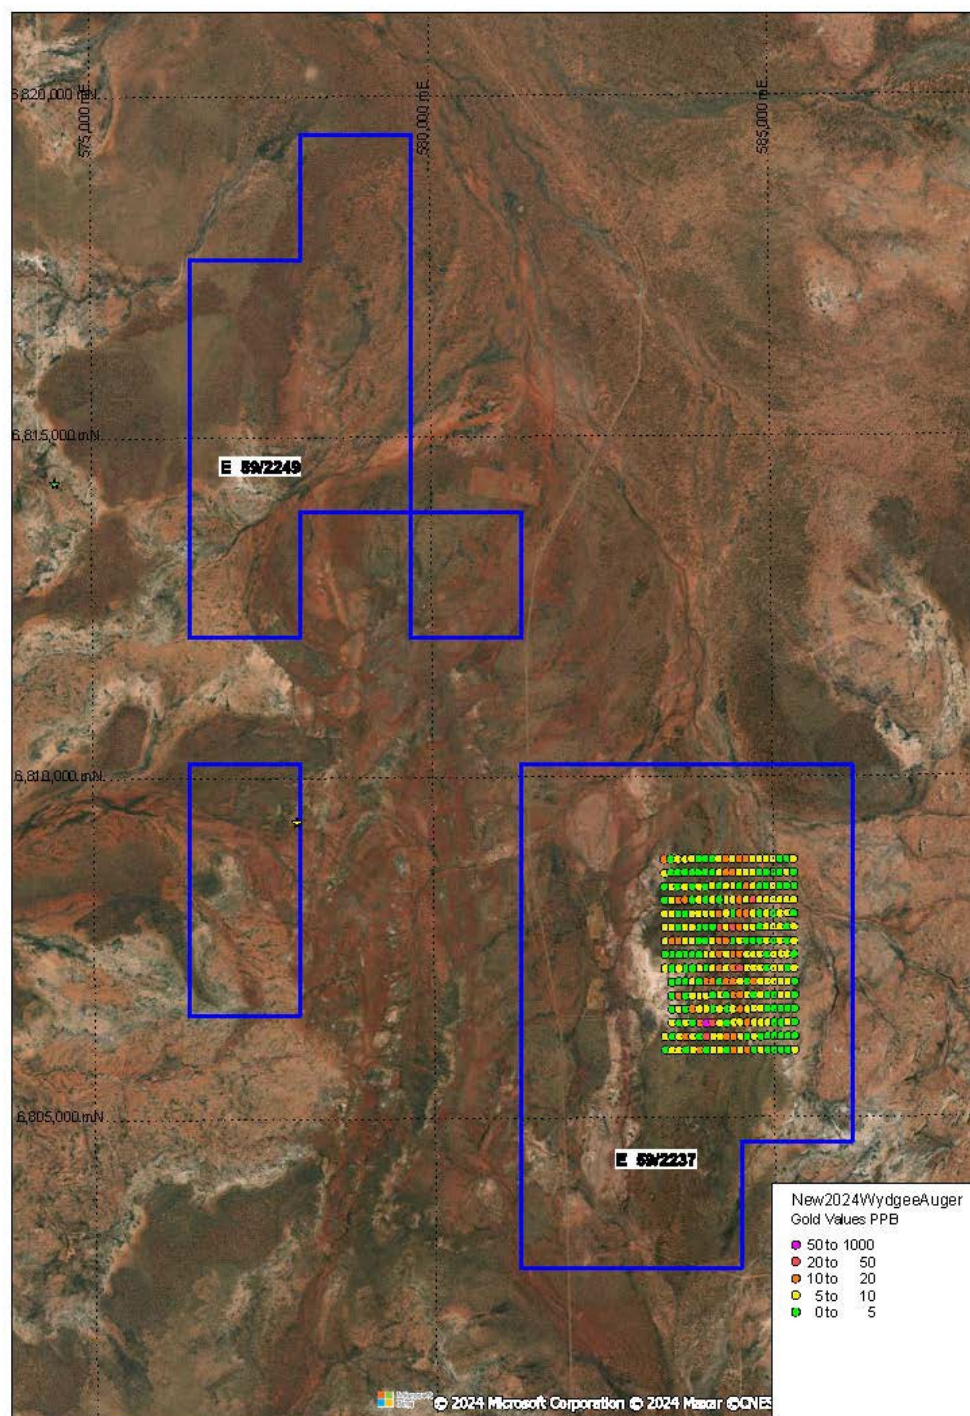 6,820,000 mN
575,000 mE
580,000 mE
585,000 mE
6,815,000 mN
E 59/2249
6,810,000 mN
6,805,000 mN
E 59/2237
New2024WydgeeAuger
Gold Values PPB
50 to 1000
20 to 50
10 to 20
5 to 10
0 to 5
© 2024 Microsoft Corporation © 2024 Maxar ©CNES